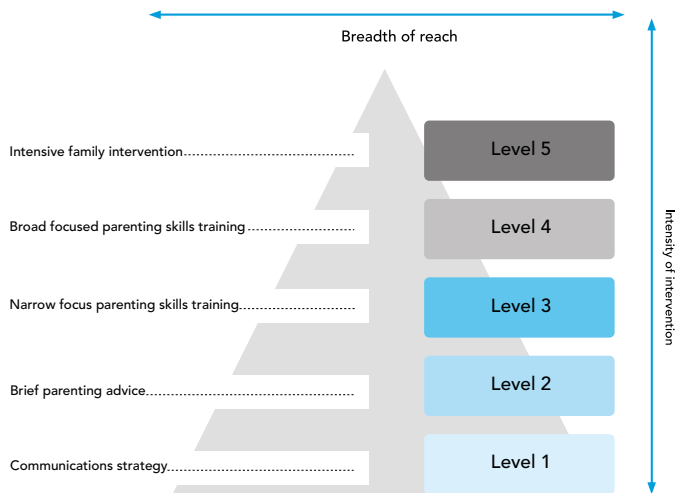 Breadth of reach
Intensive family intervention
Level 5
Broad focused parenting skills training
Level 4
Intensity of intervention
Narrow focus parenting skills training
Level 3
Brief parenting advice
Level 2
Communications strategy
Level 1